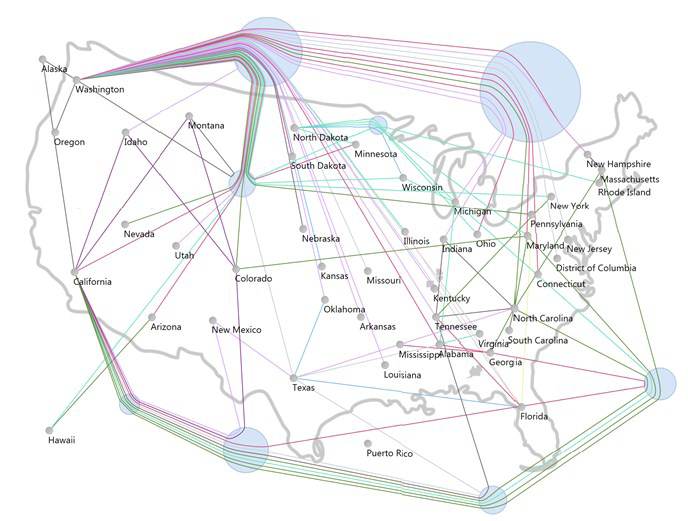 Alaska
Washington
Oregon
Idaho
Montana
North Dakota
Minnesota
South Dakota
Wisconsin
New Hampshire
Massachusetts
Rhode Island
Michigan
New York
Pennsylvania
Nevada
Utah
Nebraska
Illinois
Indiana
Ohio
Maryland
New Jersey
District of Columbia
California
Colorado
Kansas
Missouri
Connecticut
Kentucky
Oklahoma
Arizona
New Mexico
Arkansas
Tennessee
North Carolina
Virginia
South Carolina
Mississippi
Alabama
Georgia
Louisiana
Texas
Florida
Hawaii
Puerto Rico